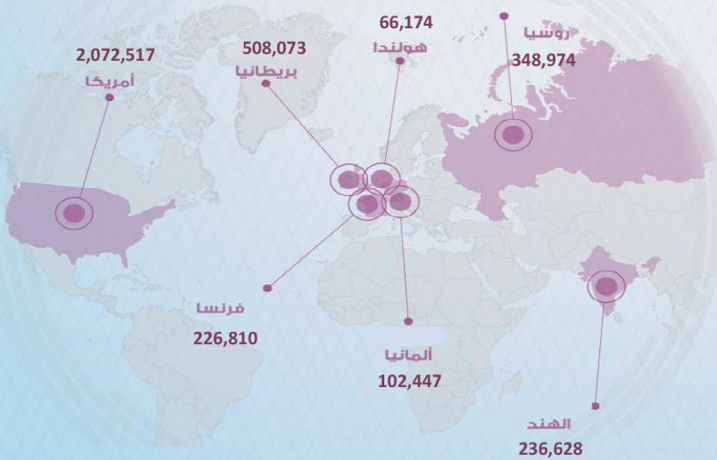 2,072,517
أمريكا
508,073
بريطانيا
66,174
هولندا
روسيا
348,974
فرنسا
226,810
ألمانيا
102,447
الهند
236,628